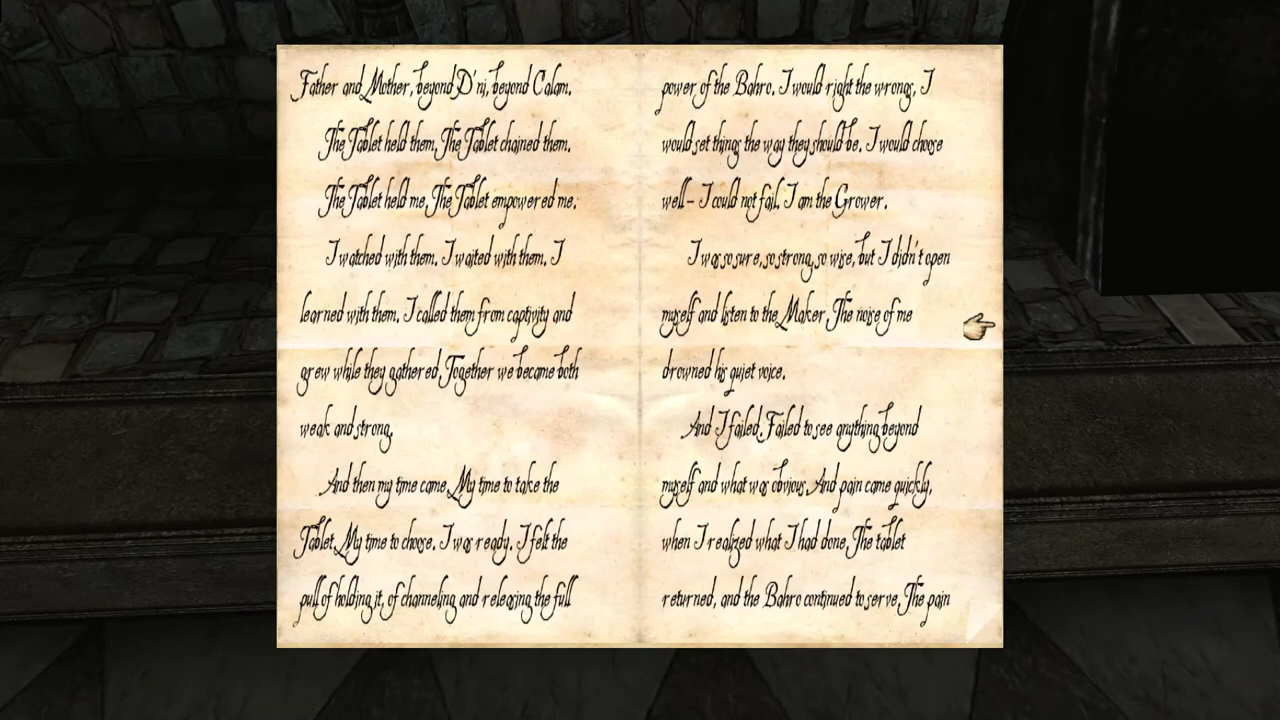 Father and Mother, beyond D'ni, beyond Calam.
The Tablet held them. The Tablet chained them.
The Tablet held me. The Tablet empowered me.
I watched with them. I waited with them. I
learned with them. I called them from captivity and
grew while they gathered. Together we became both
weak and strong.
And then my time came. My time to take the
Tablet. My time to choose. I was ready. I felt the
pull of holding it, of channeling and releasing the full
power of the Bahro. I would right the wrongs, I
would set things the way they should be. I would choose
well - I could not fail. I am the Grower.
I was so sure, so strong, so wise, but I didn't open
myself and listen to the Maker. The noise of me
drowned his quiet voice.
And I failed. Failed to see anything beyond
myself and what was obvious. And pain came quickly,
when I realized what I had done. The tablet
returned, and the Bahro continued to serve. The pain